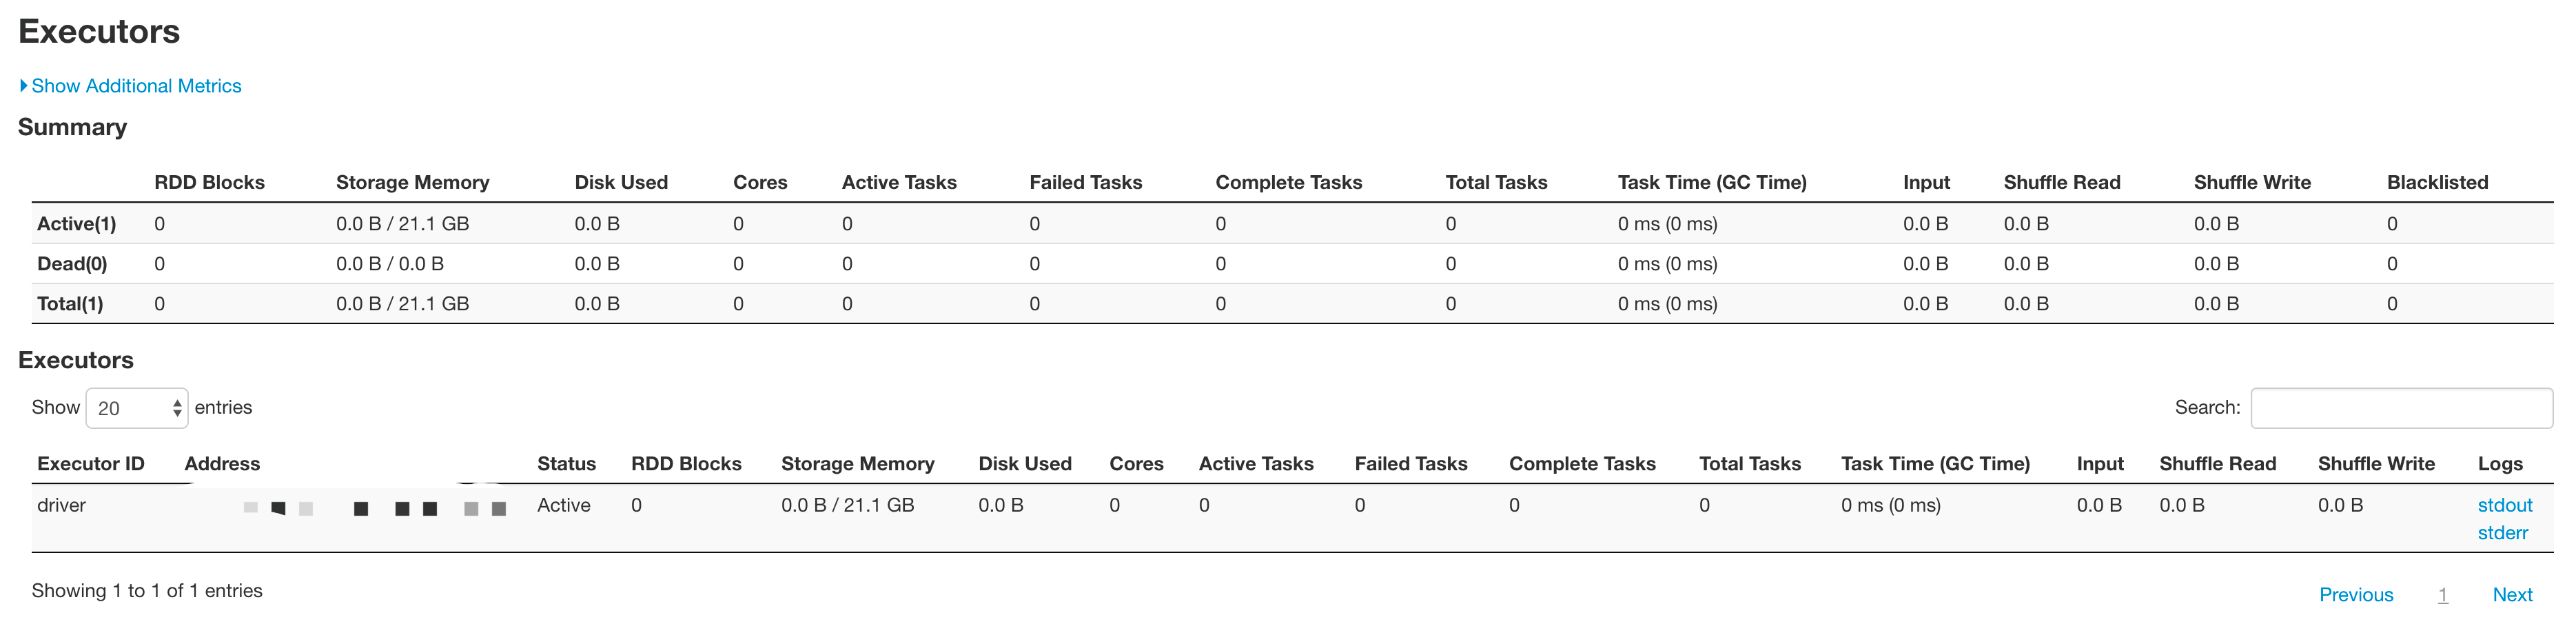 Executors
Show Additional Metrics
Summary
RDD Blocks Storage Memory Disk Used Cores Active Tasks Failed Tasks Complete Tasks Total Tasks Task Time (GC Time) Input Shuffle Read Shuffle Write Blacklisted
Active(1) 0 0.0 B / 21.1 GB 0.0 B 0 0 0 0 0 0 ms (0 ms) 0.0 B 0.0 B 0.0 B 0
Dead(0) 0 0.0 B / 0.0 B 0.0 B 0 0 0 0 0 0 ms (0 ms) 0.0 B 0.0 B 0.0 B 0
Total(1) 0 0.0 B / 21.1 GB 0.0 B 0 0 0 0 0 0 ms (0 ms) 0.0 B 0.0 B 0.0 B 0
Executors
Show 20 entries Search:
Executor ID Address Status RDD Blocks Storage Memory Disk Used Cores Active Tasks Failed Tasks Complete Tasks Total Tasks Task Time (GC Time) Input Shuffle Read Shuffle Write Logs
driver Active 0 0.0 B / 21.1 GB 0.0 B 0 0 0 0 0 0 ms (0 ms) 0.0 B 0.0 B 0.0 B stdout
stderr
Showing 1 to 1 of 1 entries Previous 1 Next